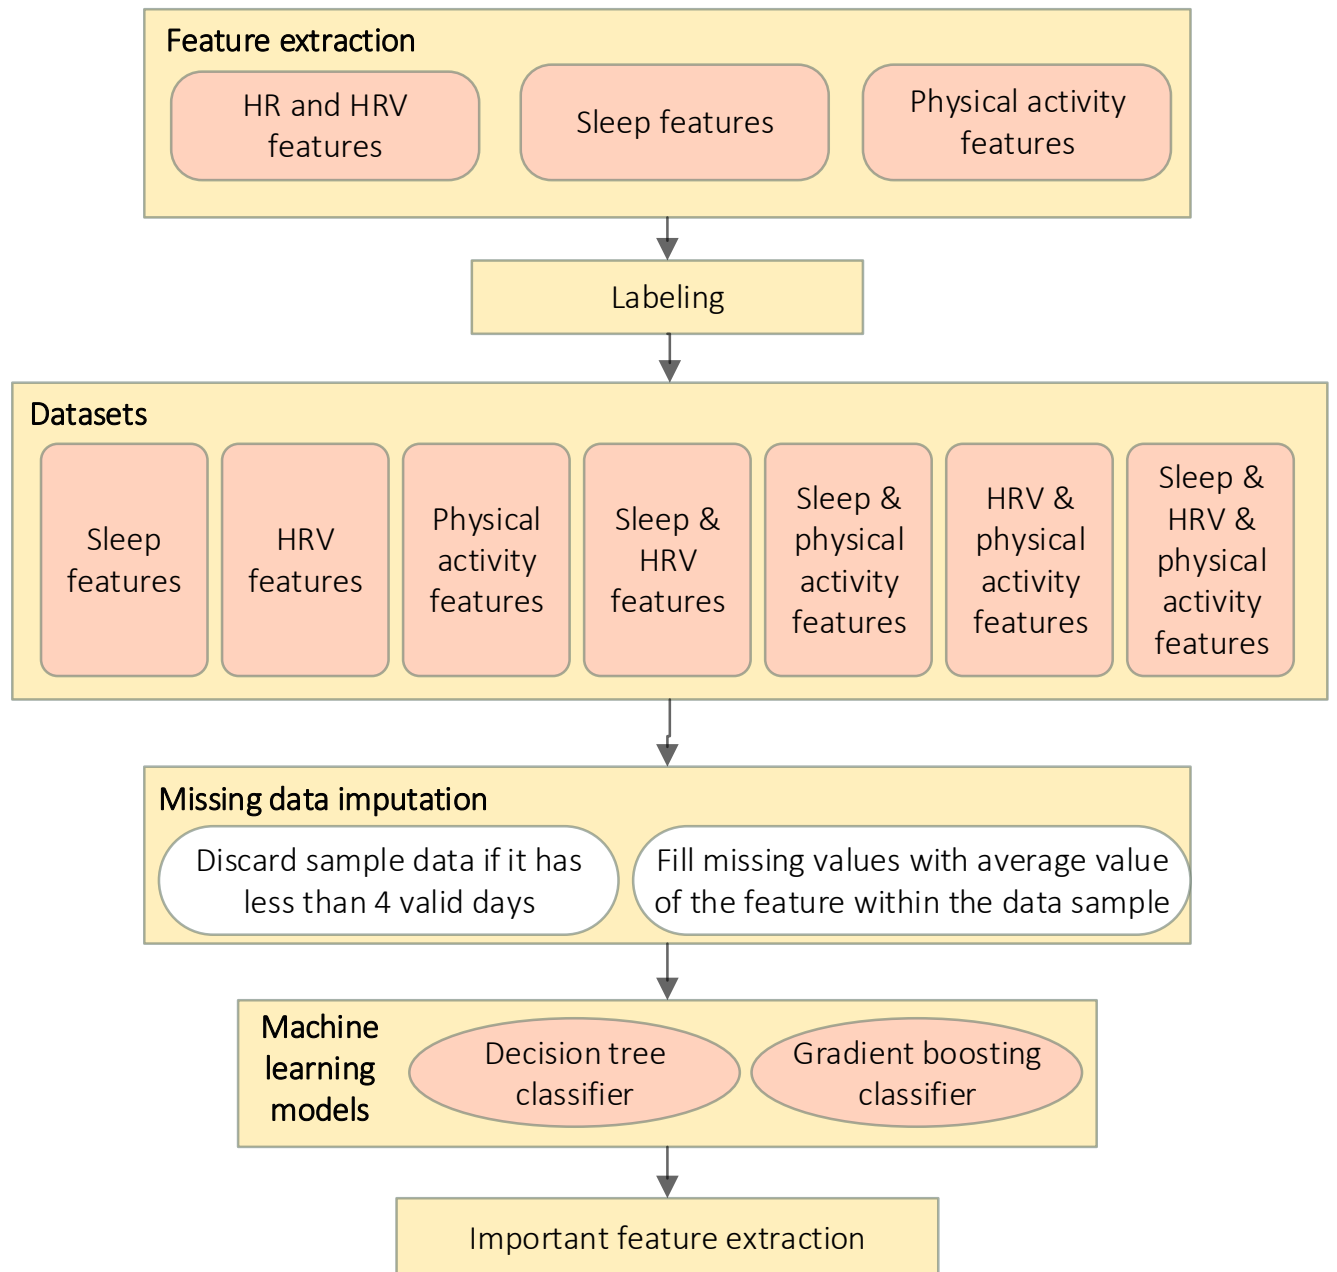 Feature extraction
HR and HRV
features
Sleep features
Physical activity
features
Labeling
Datasets
Sleep
features
HRV
features
Physical
activity
features
Sleep &
HRV
features
Sleep &
physical
activity
features
HRV &
physical
activity
features
Sleep &
HRV &
physical
activity
features
Missing data imputation
Discard sample data if it has
less than 4 valid days
Fill missing values with average value
of the feature within the data sample
Machine
learning
models
Decision tree
classifier
Gradient boosting
classifier
Important feature extraction